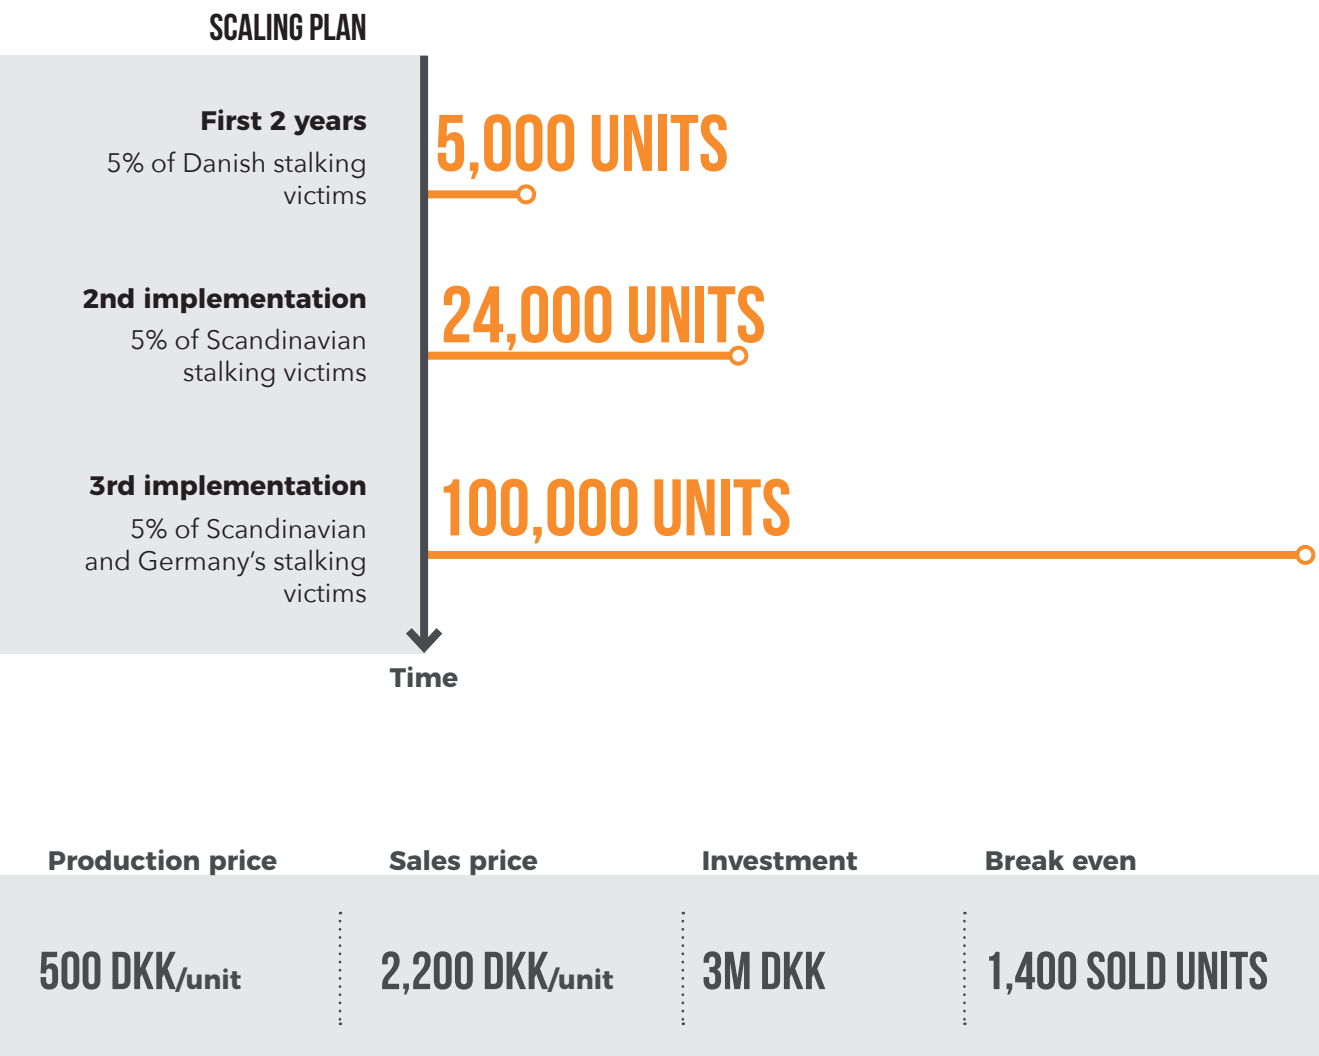 SCALING PLAN
First 2 years
5% of Danish stalking
victims
5,000 UNITS
2nd implementation
5% of Scandinavian
stalking victims
24,000 UNITS
3rd implementation
5% of Scandinavian
and Germany's stalking
victims
100,000 UNITS
Time
Production price
500 DKK/unit
Sales price
2,200 DKK/unit
Investment
3M DKK
Break even
1,400 SOLD UNITS